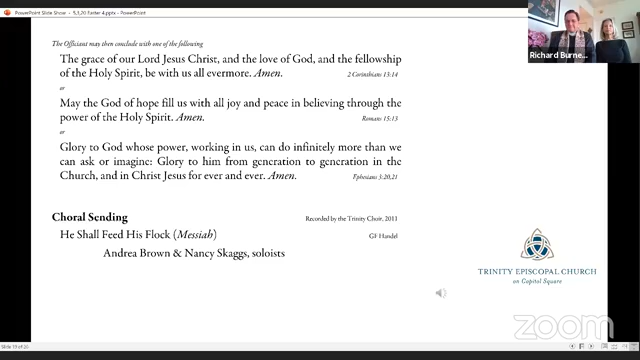 PowerPoint Slide Show - 5.3.20 Easter 4.pptx - PowerPoint
The Officiant may then conclude with one of the following
The grace of our Lord Jesus Christ, and the love of God, and the fellowship
of the Holy Spirit, be with us all evermore. Amen. 2 Corinthians 13:14
or
May the God of hope fill us with all joy and peace in believing through the
power of the Holy Spirit. Amen. Romans 15:13
or
Glory to God whose power, working in us, can do infinitely more than we
can ask or imagine: Glory to him from generation to generation in the
Church, and in Christ Jesus for ever and ever. Amen. Ephesians 3:20,21
Choral Sending Recorded by the Trinity Choir, 2011
He Shall Feed His Flock (Messiah) GF Handel
Andrea Brown & Nancy Skaggs, soloists
Richard Burne...
TRINITY EPISCOPAL CHURCH
on Capitol Square
zoom